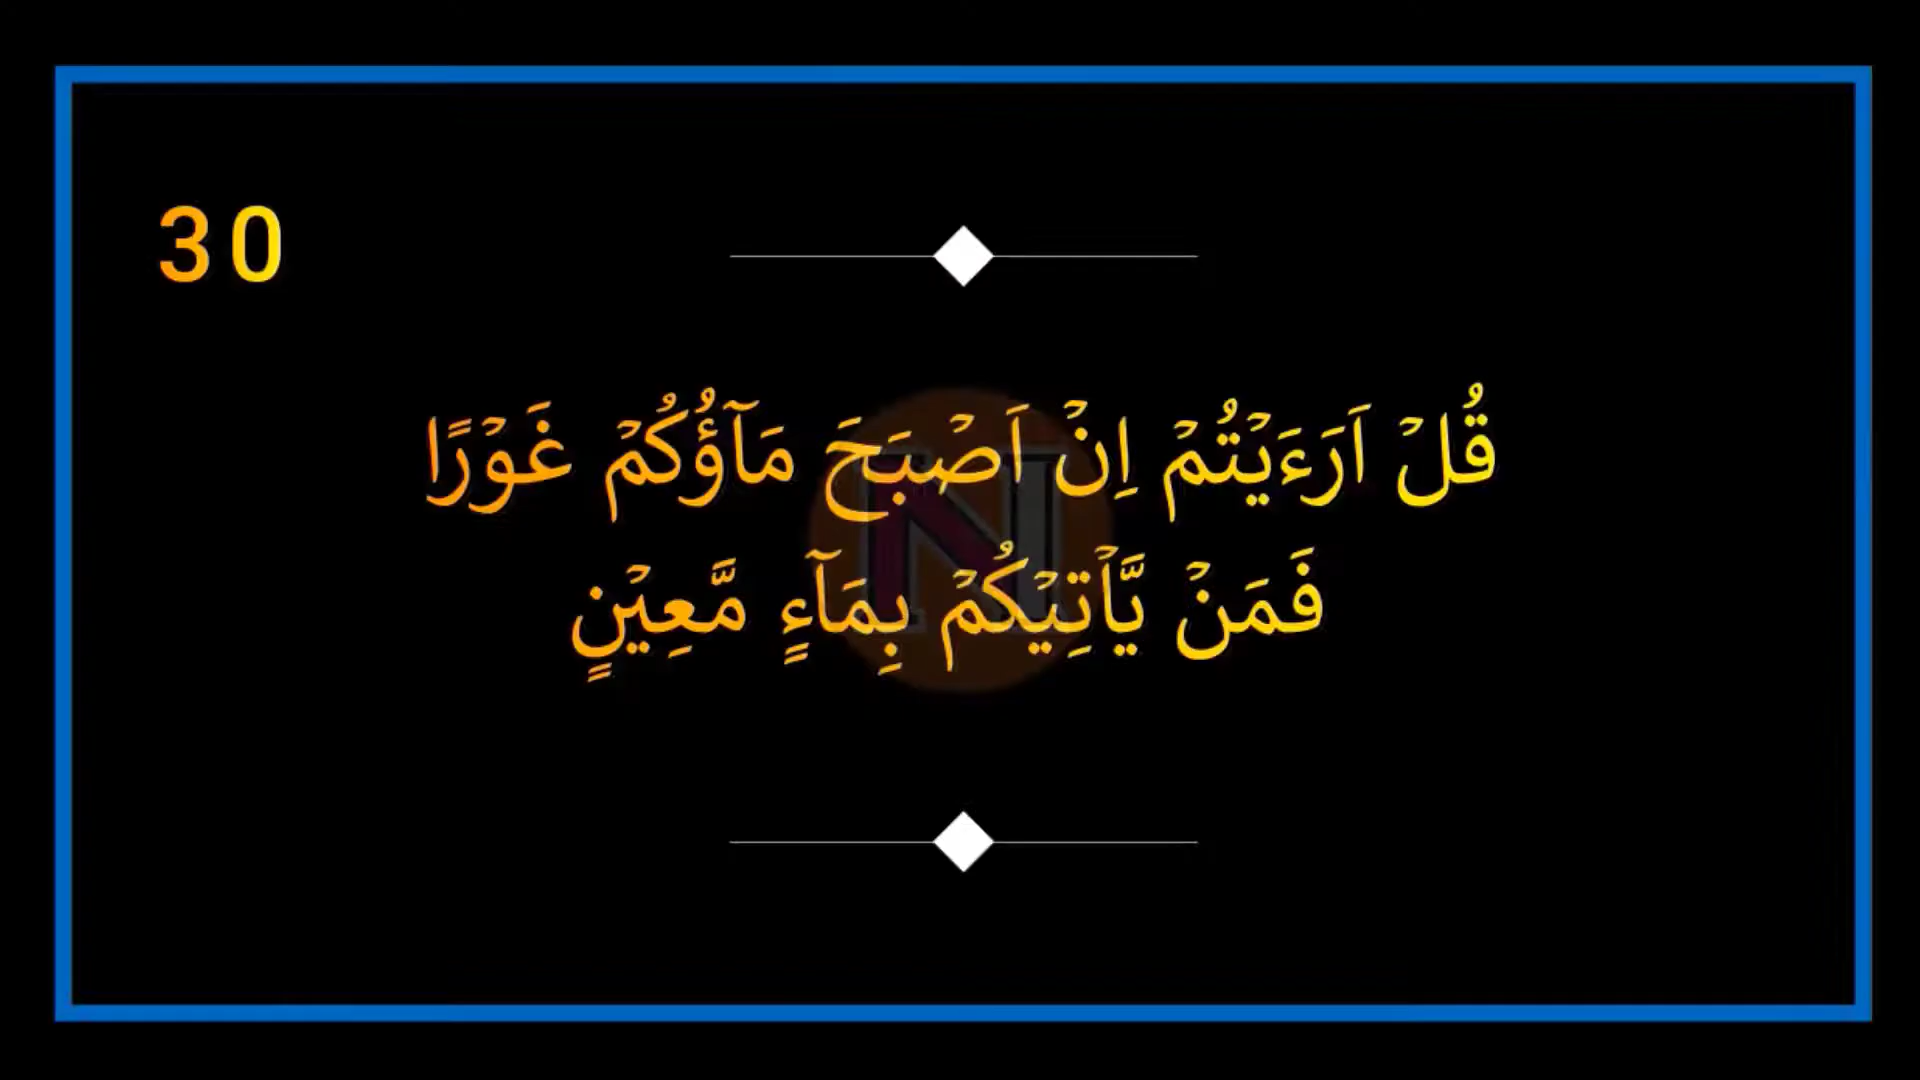 30
قُلۡ اَرَءَيۡتُمۡ اِنۡ اَصۡبَحَ مَآؤُكُمۡ غَوۡرًا
فَمَنۡ يَّاۡتِيۡكُمۡ بِمَآءٍ مَّعِيۡنٍ
N